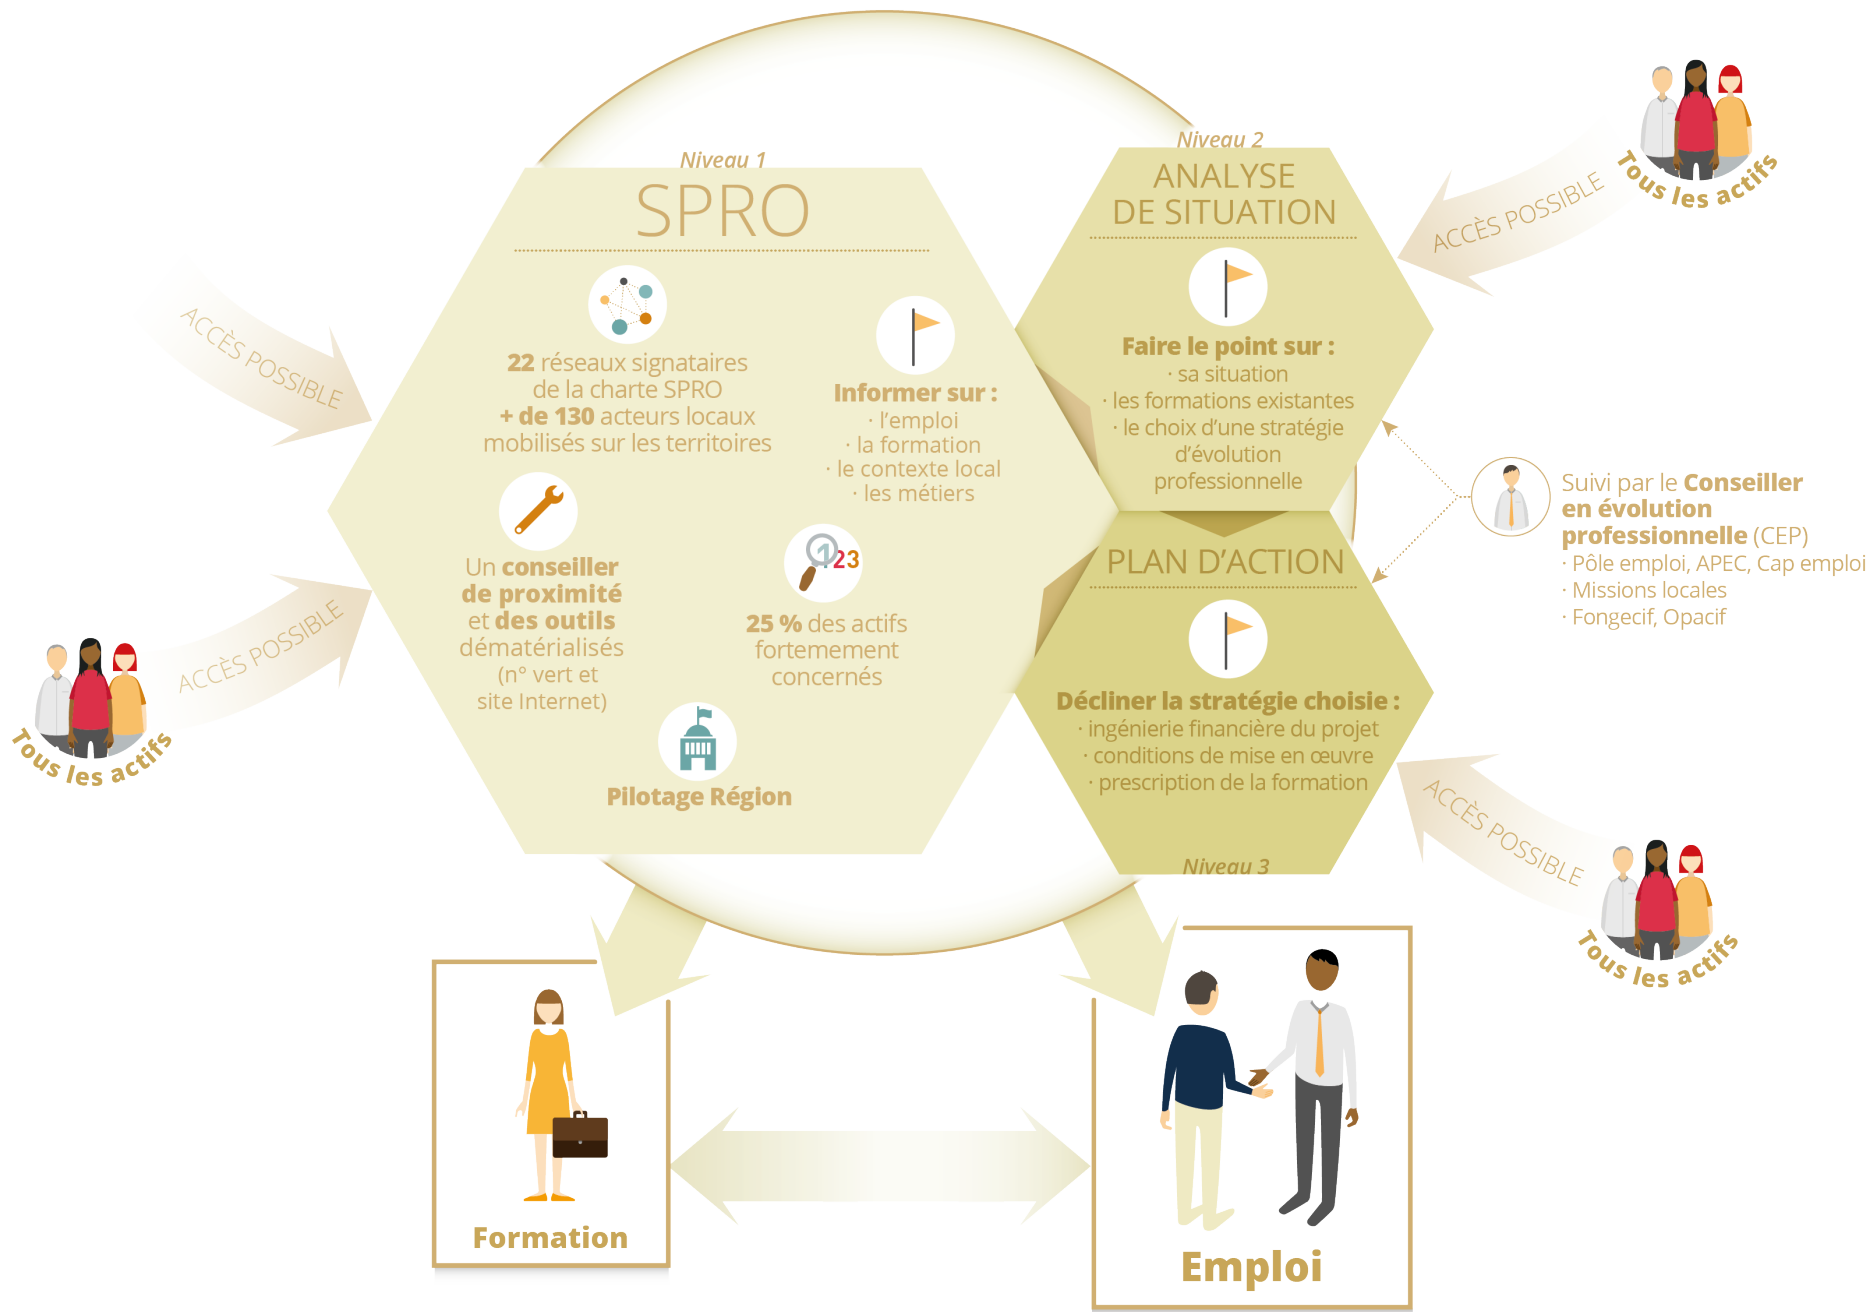 Niveau 1
SPRO
22 réseaux signataires
de la charte SPRO
+ de 130 acteurs locaux
mobilisés sur les territoires
Informer sur :
· l’emploi
· la formation
· le contexte local
· les métiers
Un conseiller
de proximité
et des outils
dématérialisés
(n° vert et
site Internet)
123
25 % des actifs
fortemement
concernés
Pilotage Région
Niveau 2
ANALYSE
DE SITUATION
Faire le point sur :
· sa situation
· les formations existantes
· le choix d’une stratégie
d’évolution
professionnelle
PLAN D’ACTION
Décliner la stratégie choisie :
· ingénierie financière du projet
· conditions de mise en œuvre
· prescription de la formation
Niveau 3
ACCÈS POSSIBLE
ACCÈS POSSIBLE
Tous les actifs
ACCÈS POSSIBLE
Tous les actifs
Suivi par le Conseiller
en évolution
professionnelle (CEP)
· Pôle emploi, APEC, Cap emploi
· Missions locales
· Fongecif, Opacif
ACCÈS POSSIBLE
Tous les actifs
Formation
Emploi